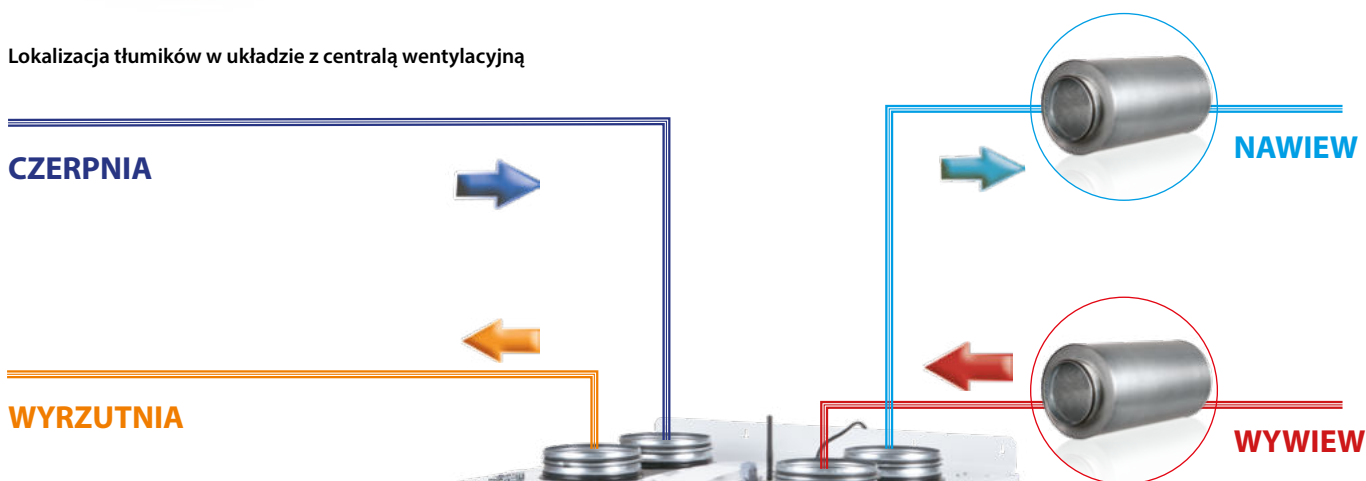 Lokalizacja tłumików w układzie z centralą wentylacyjną
CZERPNIA
NAWIEW
WYRZUTNIA
WYWIEW